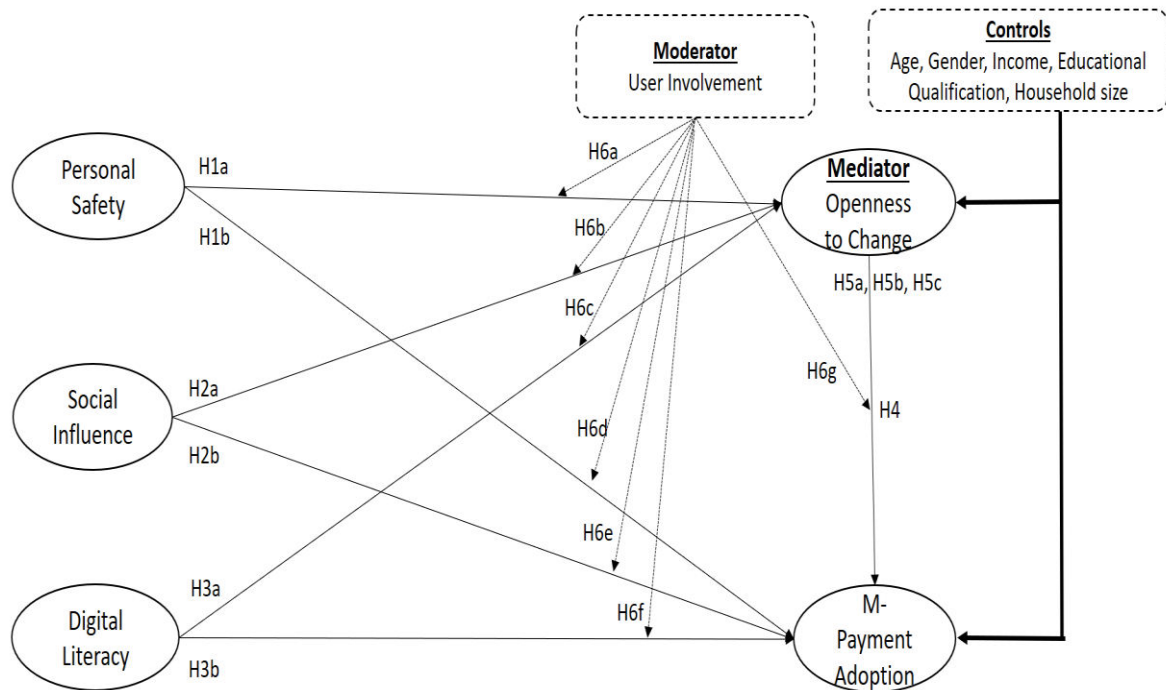 Moderator
User Involvement
Controls
Age, Gender, Income, Educational
Qualification, Household size
Personal
Safety
H1a
H1b
H6a
H6b
H6c
Mediator
Openness
to Change
H5a, H5b, H5c
Social
Influence
H2a
H2b
H6d
H6e
H6g
H4
Digital
Literacy
H3a
H3b
H6f
M-
Payment
Adoption